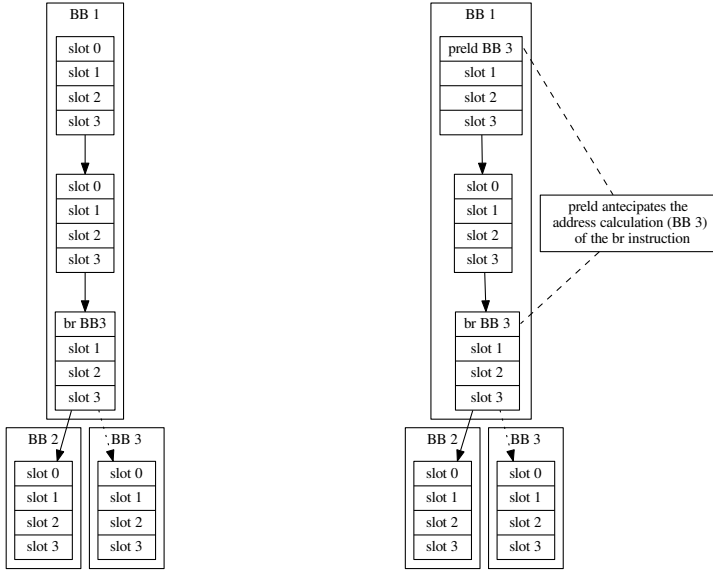 BB 1
slot 0
slot 1
slot 2
slot 3
slot 0
slot 1
slot 2
slot 3
br BB3
slot 1
slot 2
slot 3
BB 2
slot 0
slot 1
slot 2
slot 3
BB 3
slot 0
slot 1
slot 2
slot 3
BB 1
preld BB 3
slot 1
slot 2
slot 3
slot 0
slot 1
slot 2
slot 3
br BB 3
slot 1
slot 2
slot 3
preld antecipates the
address calculation (BB 3)
of the br instruction
BB 2
slot 0
slot 1
slot 2
slot 3
BB 3
slot 0
slot 1
slot 2
slot 3